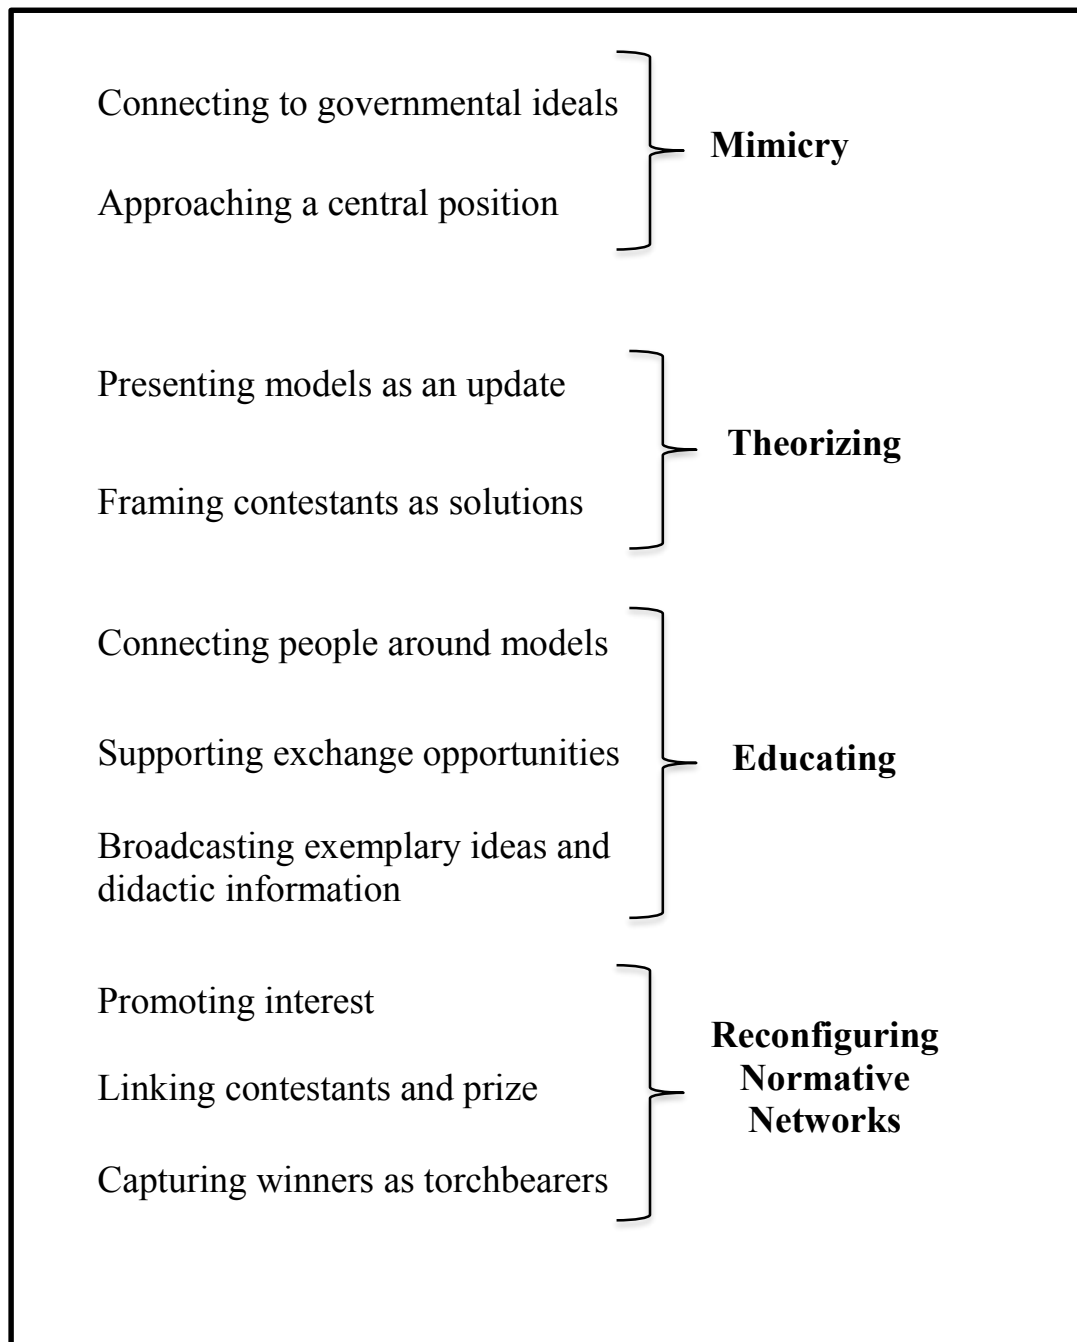 Connecting to governmental ideals
Approaching a central position
Mimicry
Presenting models as an update
Framing contestants as solutions
Theorizing
Connecting people around models
Supporting exchange opportunities
Broadcasting exemplary ideas and
didactic information
Educating
Promoting interest
Linking contestants and prize
Capturing winners as torchbearers
Reconfiguring
Normative
Networks